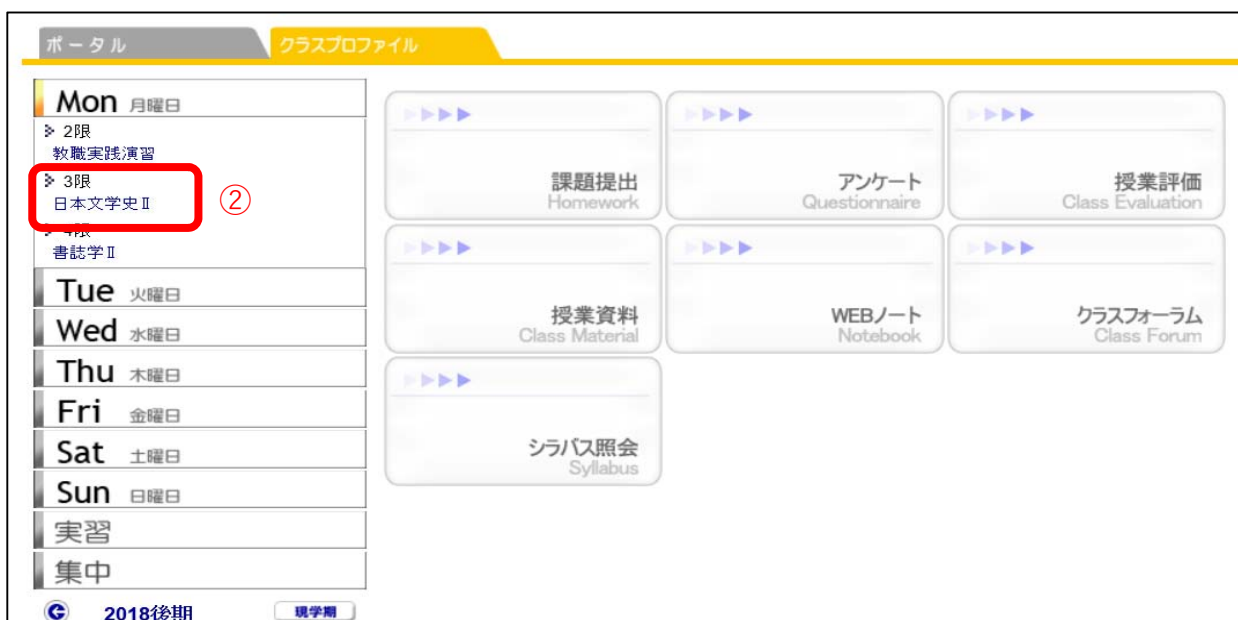 ポータル
クラスプロファイル
Mon 月曜日
2限
教職実践演習
3限
日本文学史Ⅱ
②
4限
書誌学Ⅱ
Tue 火曜日
Wed 水曜日
Thu 木曜日
Fri 金曜日
Sat 土曜日
Sun 日曜日
実習
集中
2018後期
現学期
課題提出
Homework
アンケート
Questionnaire
授業評価
Class Evaluation
授業資料
Class Material
WEBノート
Notebook
クラスフォーラム
Class Forum
シラバス照会
Syllabus